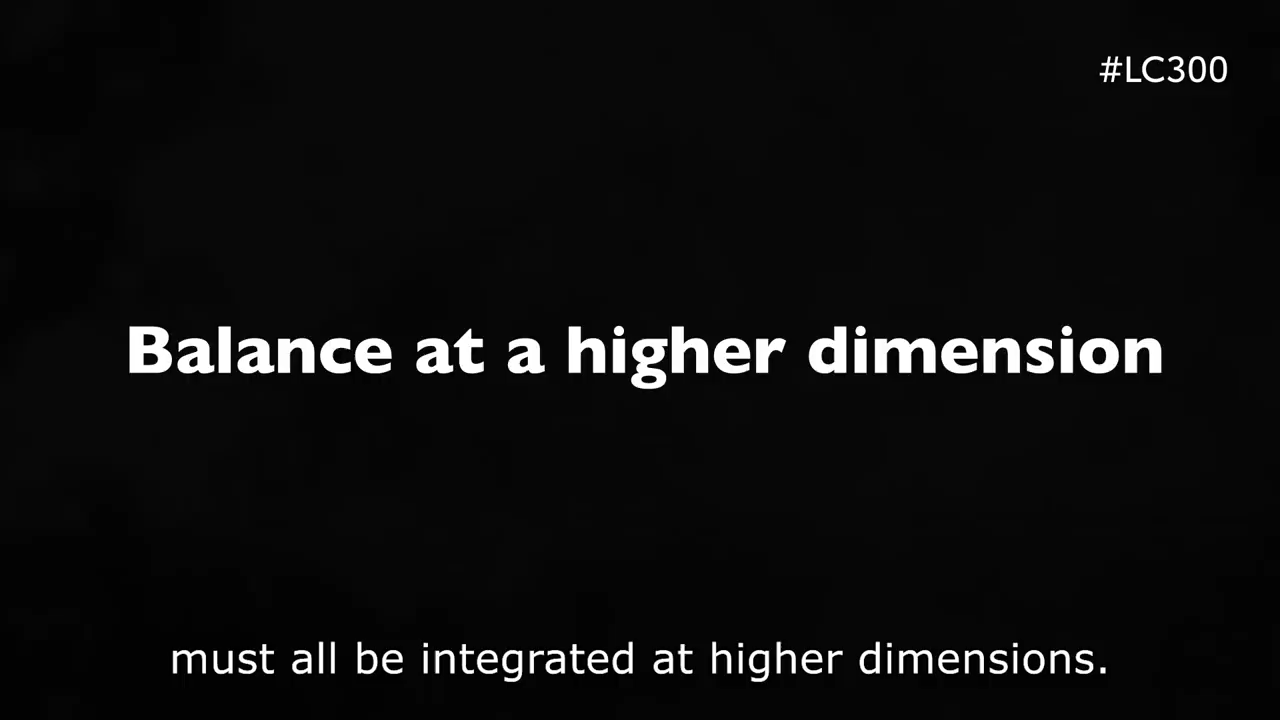 #LC300
Balance at a higher dimension
must all be integrated at higher dimensions.